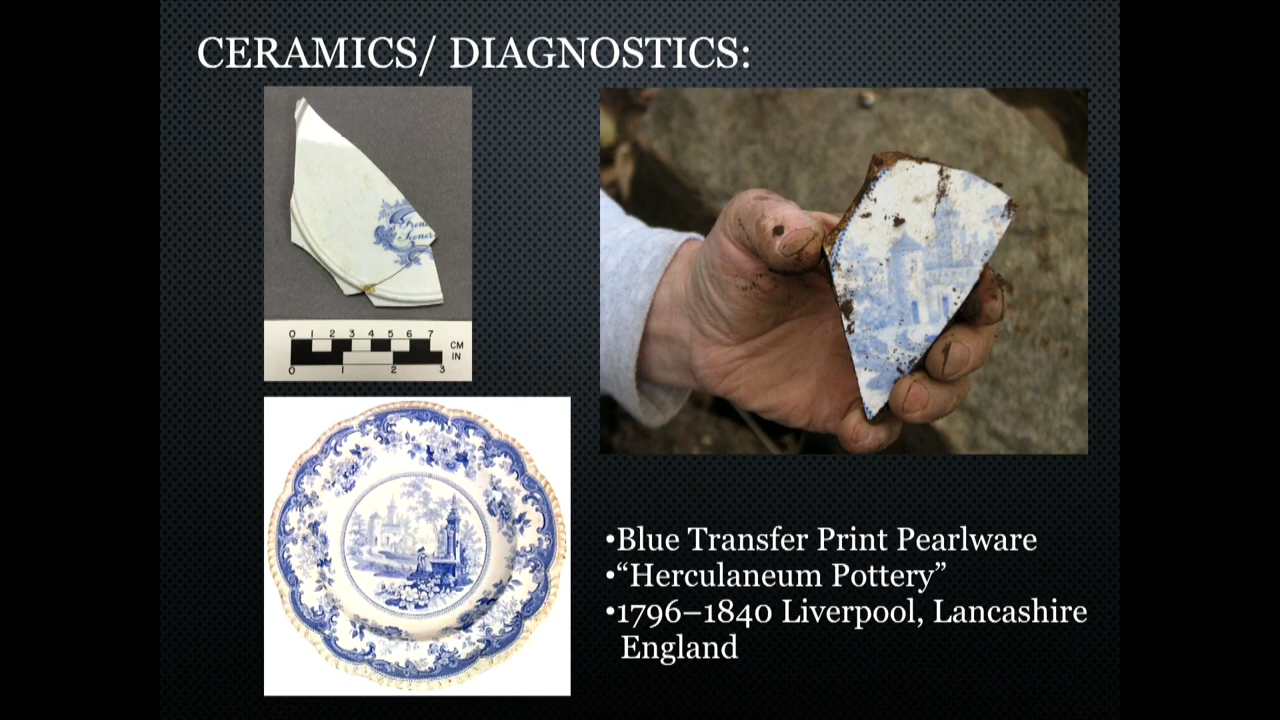 CERAMICS/ DIAGNOSTICS:
0 1 2 3 4 5 6 7
CM
IN
0 1 2 3
•Blue Transfer Print Pearlware
•“Herculaneum Pottery”
•1796–1840 Liverpool, Lancashire
England